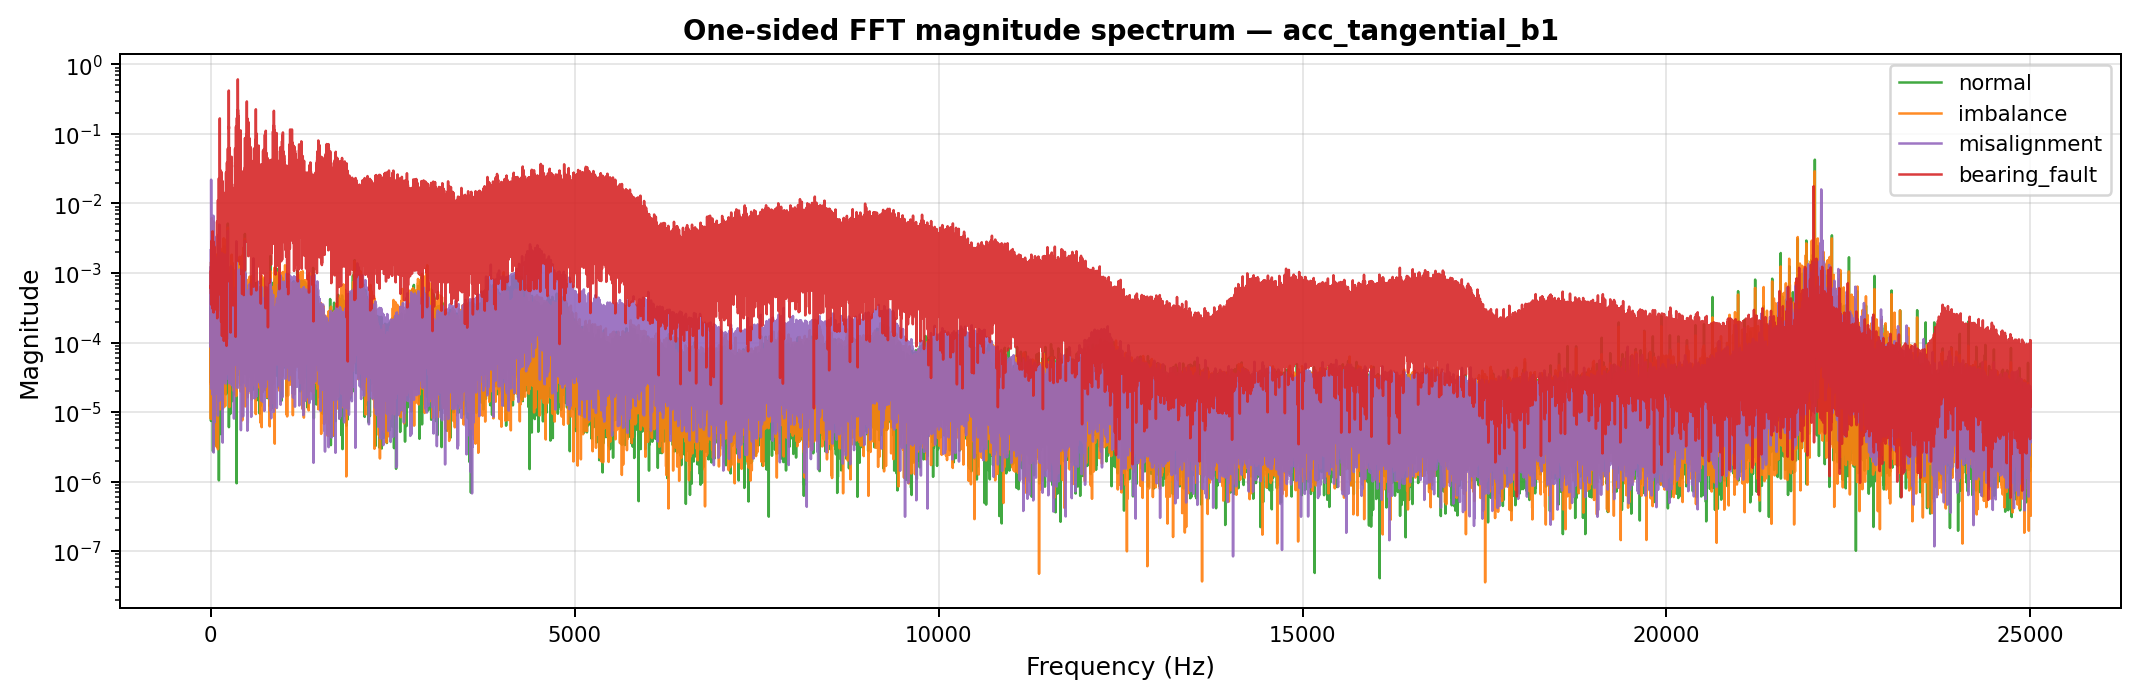 One-sided FFT magnitude spectrum — acc_tangential_b1
Magnitude
10⁰
10⁻¹
10⁻²
10⁻³
10⁻⁴
10⁻⁵
10⁻⁶
10⁻⁷
normal
imbalance
misalignment
bearing_fault
0
5000
10000
15000
20000
25000
Frequency (Hz)